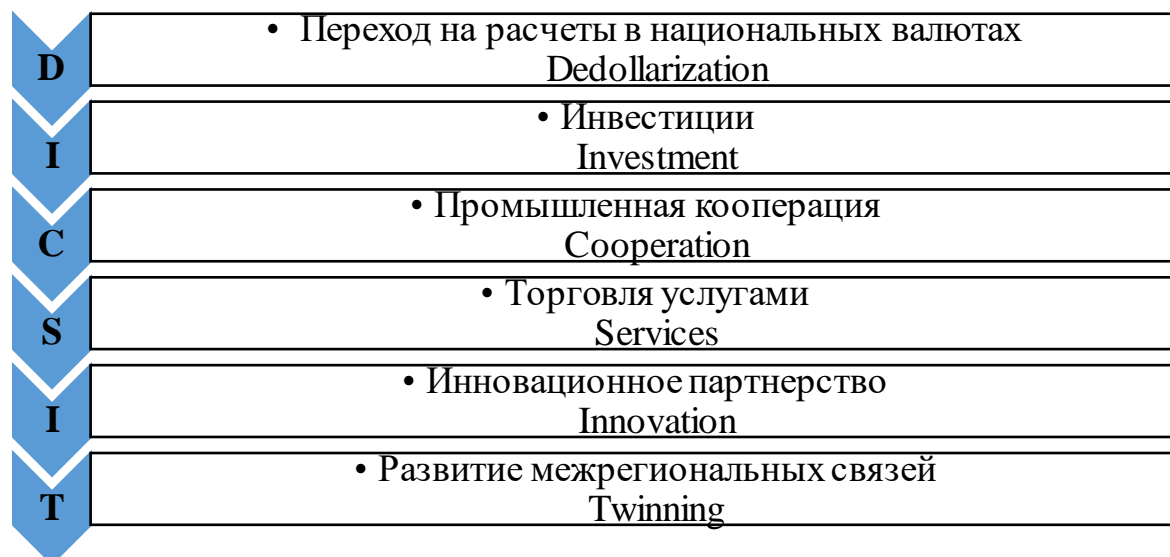 D
• Переход на расчеты в национальных валютах
Dedollarization
I
• Инвестиции
Investment
C
• Промышленная кооперация
Cooperation
S
• Торговля услугами
Services
I
• Инновационное партнерство
Innovation
T
• Развитие межрегиональных связей
Twinning